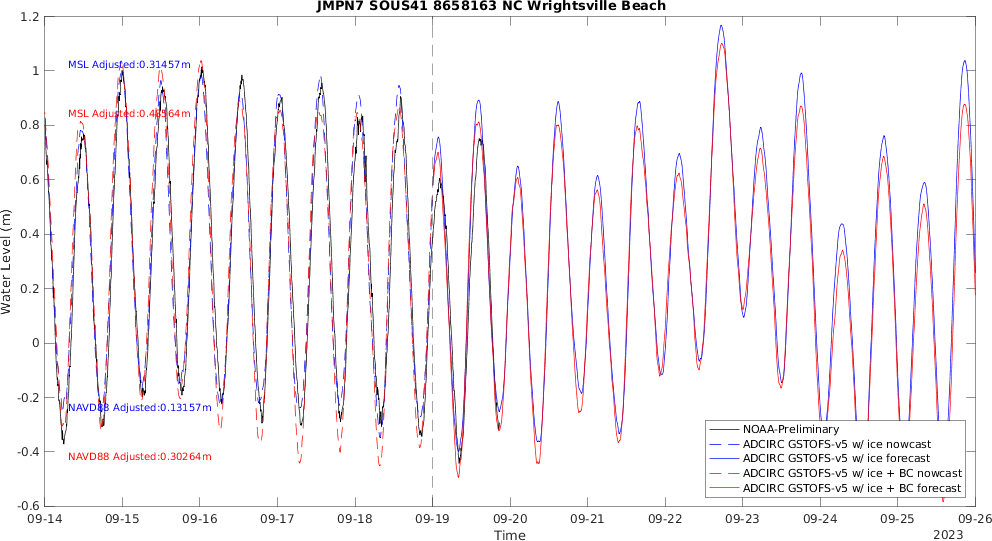 JMPN7 SOUS41 8658163 NC Wrightsville Beach
1.2
1
0.8
0.6
0.4
0.2
0
-0.2
-0.4
-0.6
Water Level (m)
MSL Adjusted:0.31457m
MSL Adjusted:0.48564m
NAVD88 Adjusted:0.13157m
NAVD88 Adjusted:0.30264m
NOAA-Preliminary
ADCIRC GSTOFS-v5 w/ ice nowcast
ADCIRC GSTOFS-v5 w/ ice forecast
ADCIRC GSTOFS-v5 w/ ice + BC nowcast
ADCIRC GSTOFS-v5 w/ ice + BC forecast
09-14 09-15 09-16 09-17 09-18 09-19 09-20 09-21 09-22 09-23 09-24 09-25 09-26
Time
2023